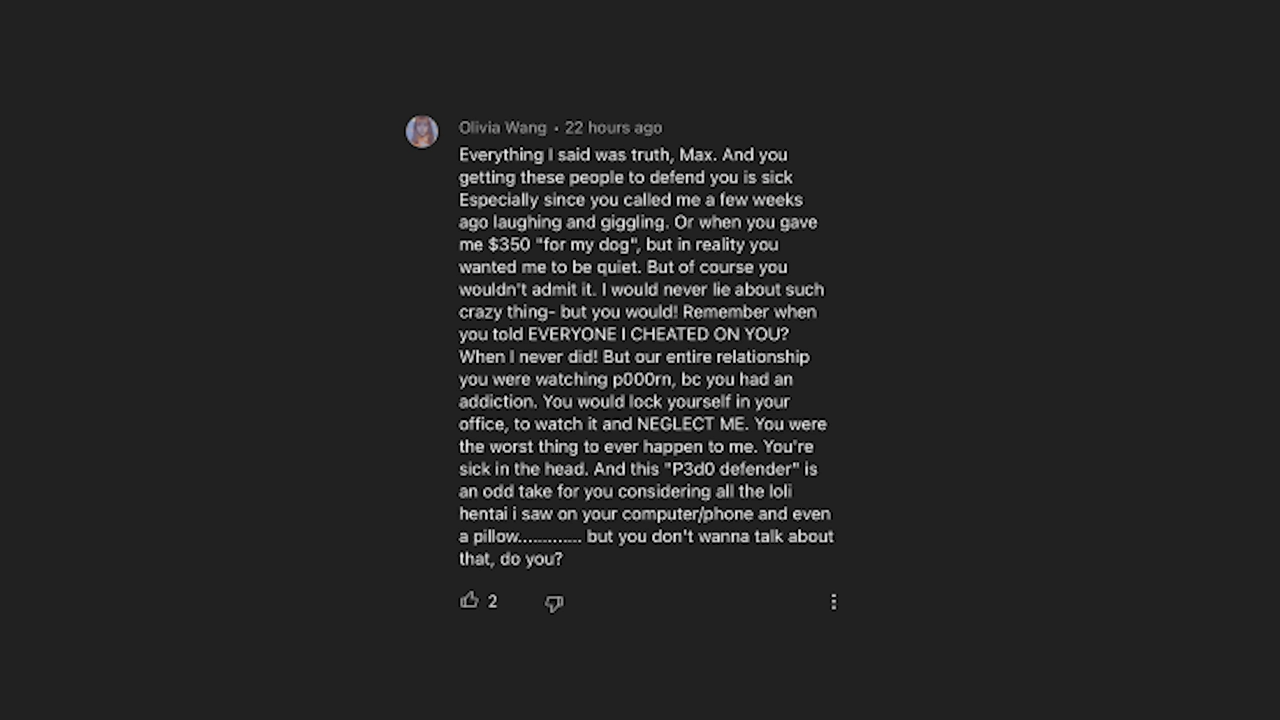 Olivia Wang • 22 hours ago
Everything I said was truth, Max. And you
getting these people to defend you is sick
Especially since you called me a few weeks
ago laughing and giggling. Or when you gave
me $350 "for my dog", but in reality you
wanted me to be quiet. But of course you
wouldn't admit it. I would never lie about such
crazy thing- but you would! Remember when
you told EVERYONE I CHEATED ON YOU?
When I never did! But our entire relationship
you were watching p000rn, bc you had an
addiction. You would lock yourself in your
office, to watch it and NEGLECT ME. You were
the worst thing to ever happen to me. You're
sick in the head. And this "P3d0 defender" is
an odd take for you considering all the loli
hentai i saw on your computer/phone and even
a pillow............. but you don't wanna talk about
that, do you?
2